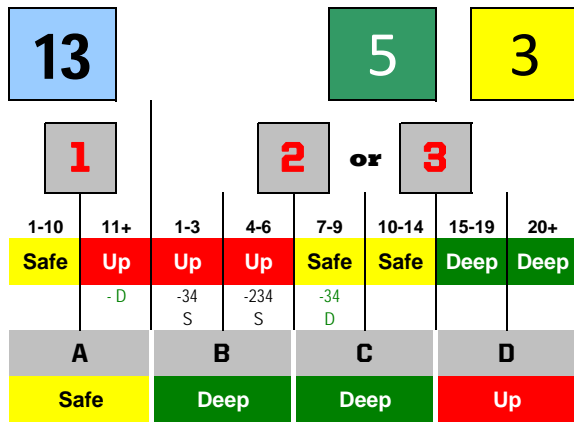 13 5 3
1 2 or 3
1-10 11+ 1-3 4-6 7-9 10-14 15-19 20+
Safe Up Up Up Safe Safe Deep Deep
- D -34 -234 -34
S S D
A B C D
Safe Deep Deep Up